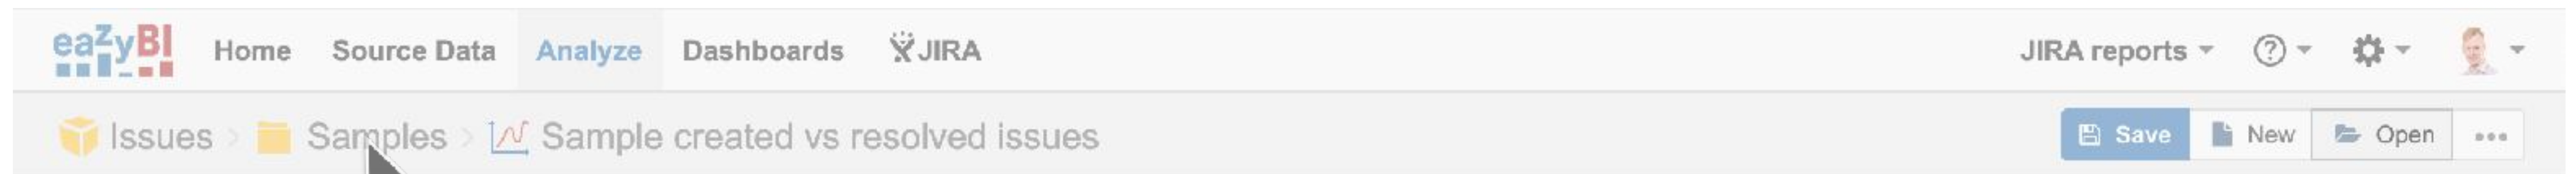 eazyBI Home Source Data Analyze Dashboards JIRA JIRA reports
Issues Samples Sample created vs resolved issues Save New Open